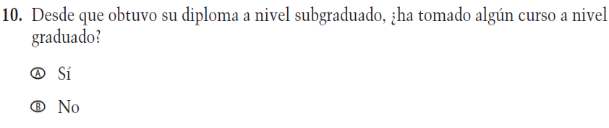 10. Desde que obtuvo su diploma a nivel subgraduado, ¿ha tomado algún curso a nivel
graduado?
Ⓐ Sí
Ⓑ No